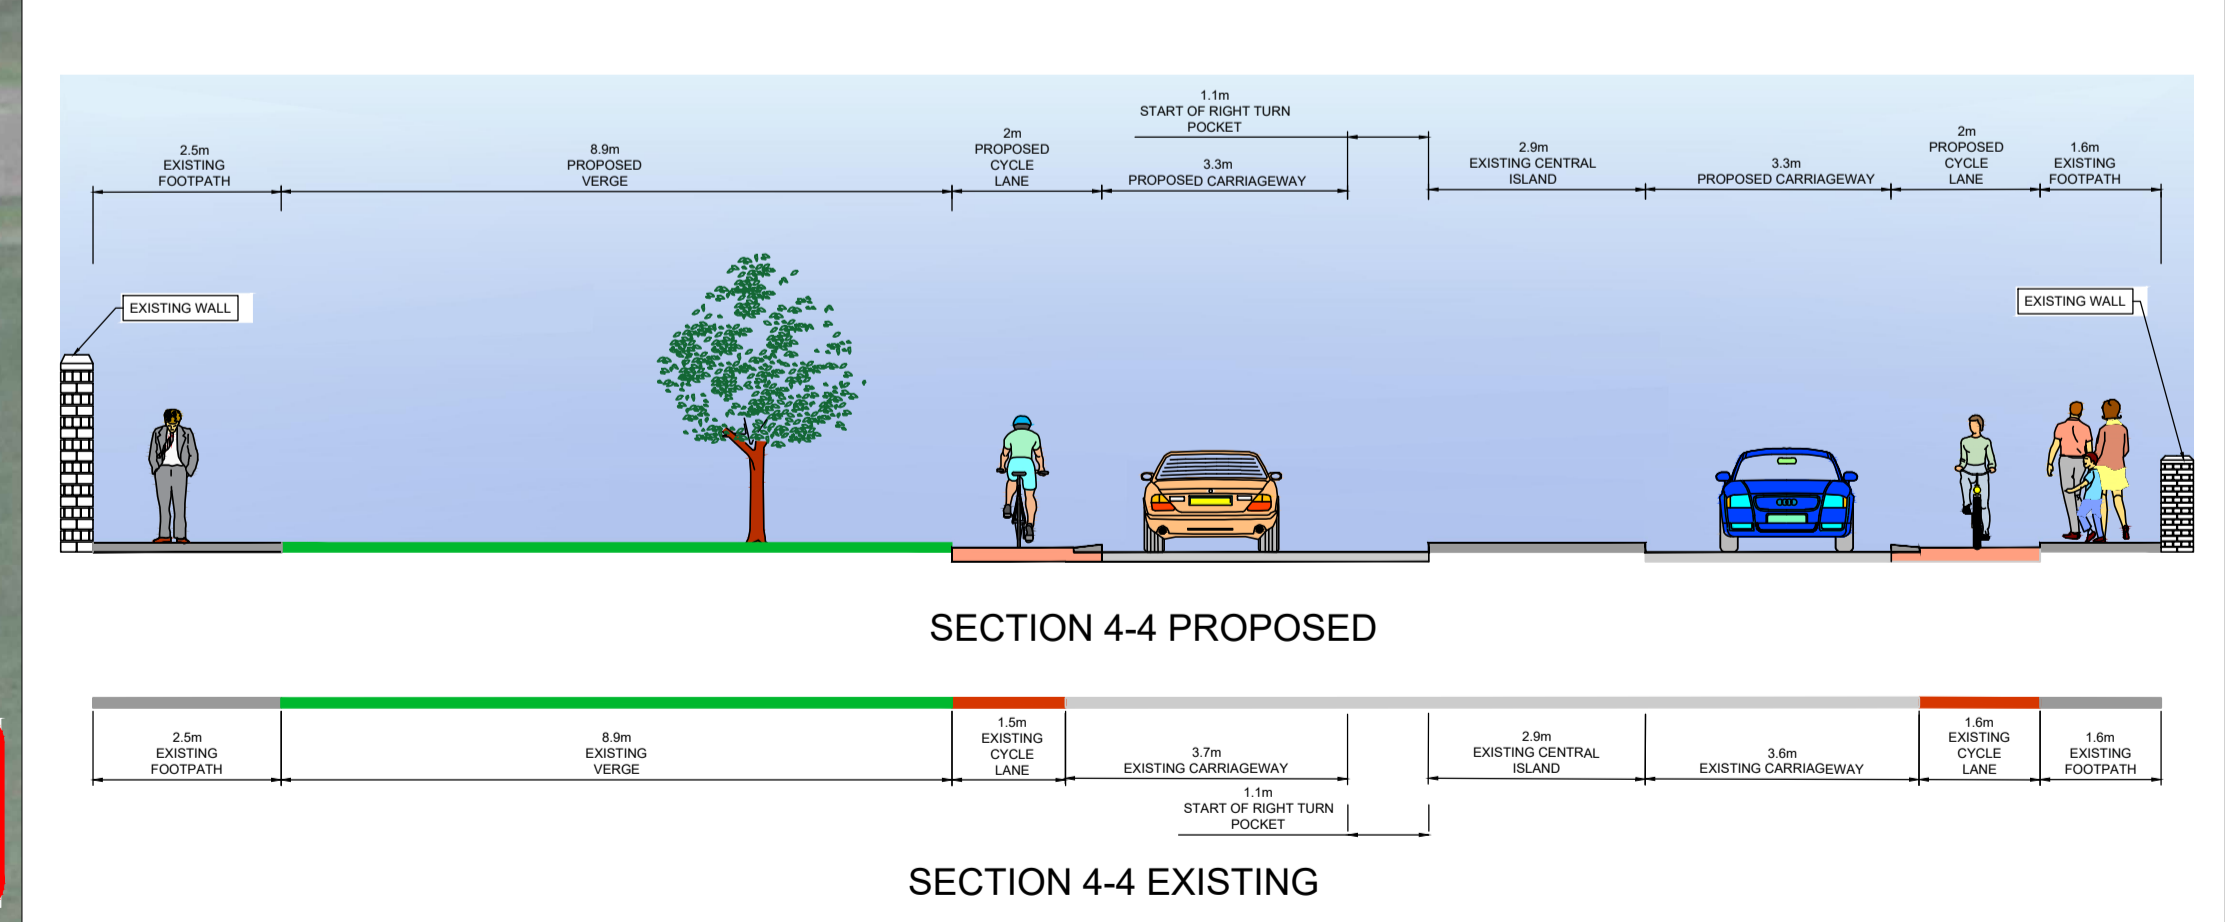 2.5m
EXISTING
FOOTPATH
8.9m
PROPOSED
VERGE
2m
PROPOSED
CYCLE
LANE
1.1m
START OF RIGHT TURN
POCKET
3.3m
PROPOSED CARRIAGEWAY
2.9m
EXISTING CENTRAL
ISLAND
3.3m
PROPOSED CARRIAGEWAY
2m
PROPOSED
CYCLE
LANE
1.6m
EXISTING
FOOTPATH
EXISTING WALL
EXISTING WALL
SECTION 4-4 PROPOSED
2.5m
EXISTING
FOOTPATH
8.9m
EXISTING
VERGE
1.5m
EXISTING
CYCLE
LANE
3.7m
EXISTING CARRIAGEWAY
1.1m
START OF RIGHT TURN
POCKET
2.9m
EXISTING CENTRAL
ISLAND
3.6m
EXISTING CARRIAGEWAY
1.6m
EXISTING
CYCLE
LANE
1.6m
EXISTING
FOOTPATH
SECTION 4-4 EXISTING